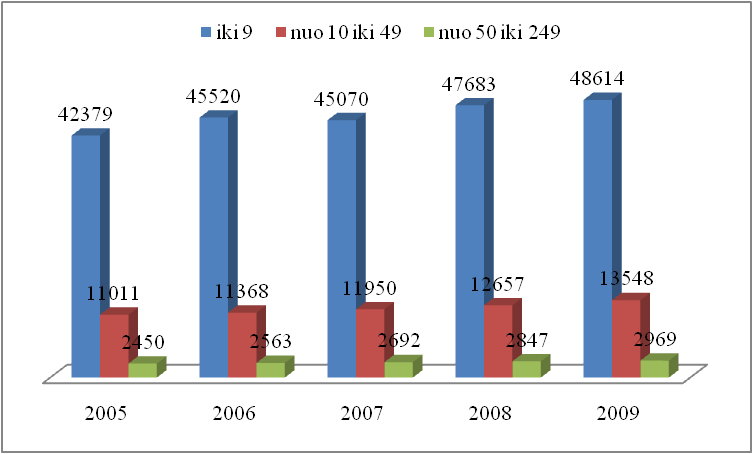 iki 9 nuo 10 iki 49 nuo 50 iki 249
42379 45520 45070 47683 48614
11011 11368 11950 12657 13548
2450 2563 2692 2847 2969
2005 2006 2007 2008 2009